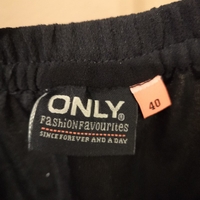 ONLY®
FashionFavourites
SINCE FOREVER AND A DAY
40